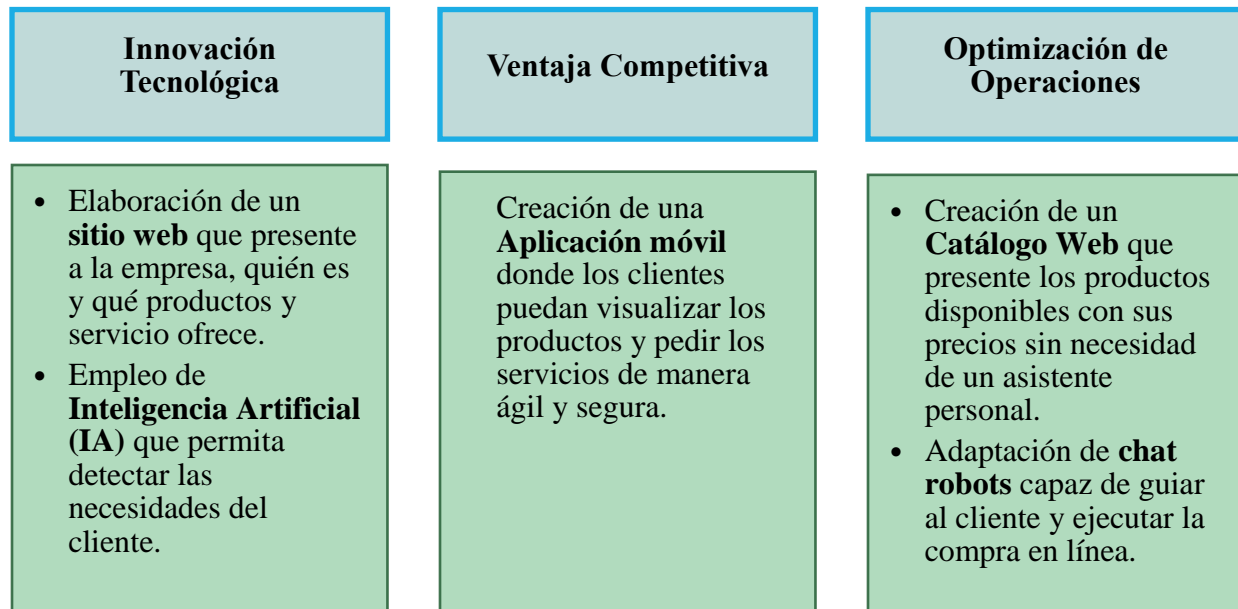 Innovación
Tecnológica
Ventaja Competitiva
Optimización de
Operaciones
• Elaboración de un
sitio web que presente
a la empresa, quién es
y qué productos y
servicio ofrece.
• Empleo de
Inteligencia Artificial
(IA) que permita
detectar las
necesidades del
cliente.
Creación de una
Aplicación móvil
donde los clientes
puedan visualizar los
productos y pedir los
servicios de manera
ágil y segura.
• Creación de un
Catálogo Web que
presente los productos
disponibles con sus
precios sin necesidad
de un asistente
personal.
• Adaptación de chat
robots capaz de guiar
al cliente y ejecutar la
compra en línea.